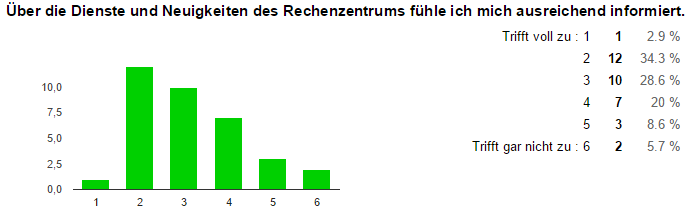 Über die Dienste und Neuigkeiten des Rechenzentrums fühle ich mich ausreichend informiert.
Trifft voll zu : 1 1 2.9 %
2 12 34.3 %
3 10 28.6 %
4 7 20 %
5 3 8.6 %
Trifft gar nicht zu : 6 2 5.7 %
10,0
7,5
5,0
2,5
0,0
1 2 3 4 5 6